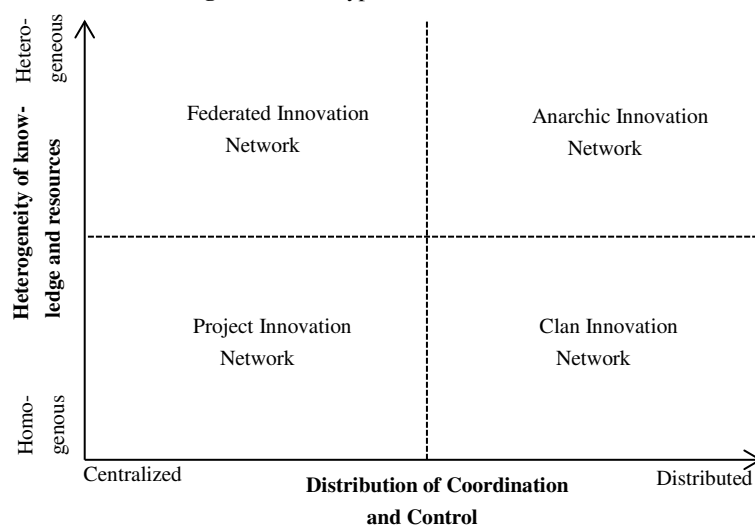 Hetero-
geneous
Heterogeneity of know-
ledge and resources
Homo-
genous
Federated Innovation
Network
Anarchic Innovation
Network
Project Innovation
Network
Clan Innovation
Network
Centralized
Distribution of Coordination
and Control
Distributed